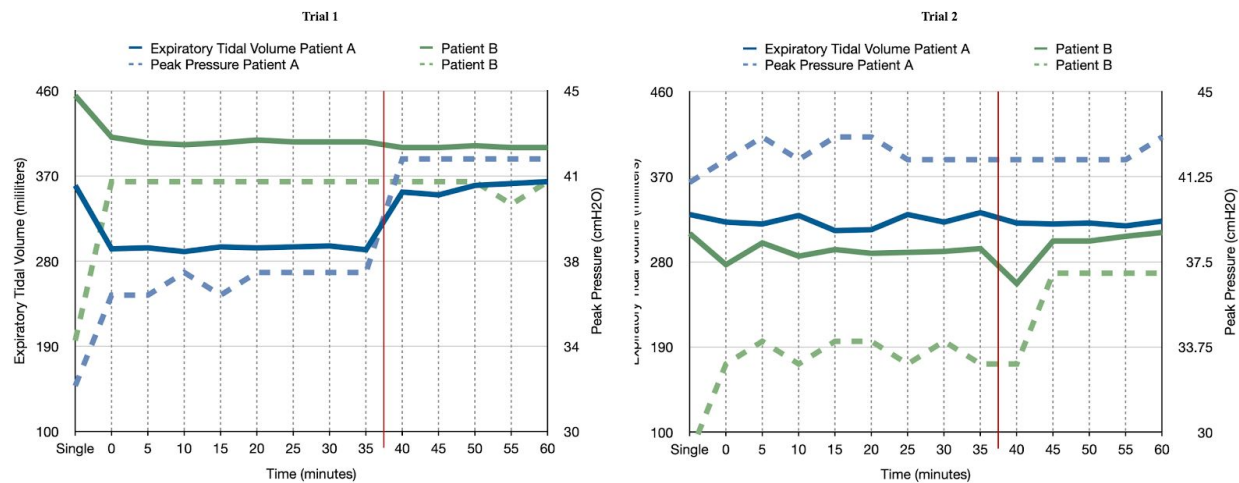 Trial 1
Expiratory Tidal Volume Patient A
Patient B
Peak Pressure Patient A
Patient B
460
370
280
190
100
Expiratory Tidal Volume (milliliters)
45
41
38
34
30
Peak Pressure (cmH2O)
Single 0 5 10 15 20 25 30 35 40 45 50 55 60
Time (minutes)
Trial 2
Expiratory Tidal Volume Patient A
Patient B
Peak Pressure Patient A
Patient B
460
370
280
190
100
Expiratory Tidal Volume (milliliters)
45
41.25
37.5
33.75
30
Peak Pressure (cmH2O)
Single 0 5 10 15 20 25 30 35 40 45 50 55 60
Time (minutes)